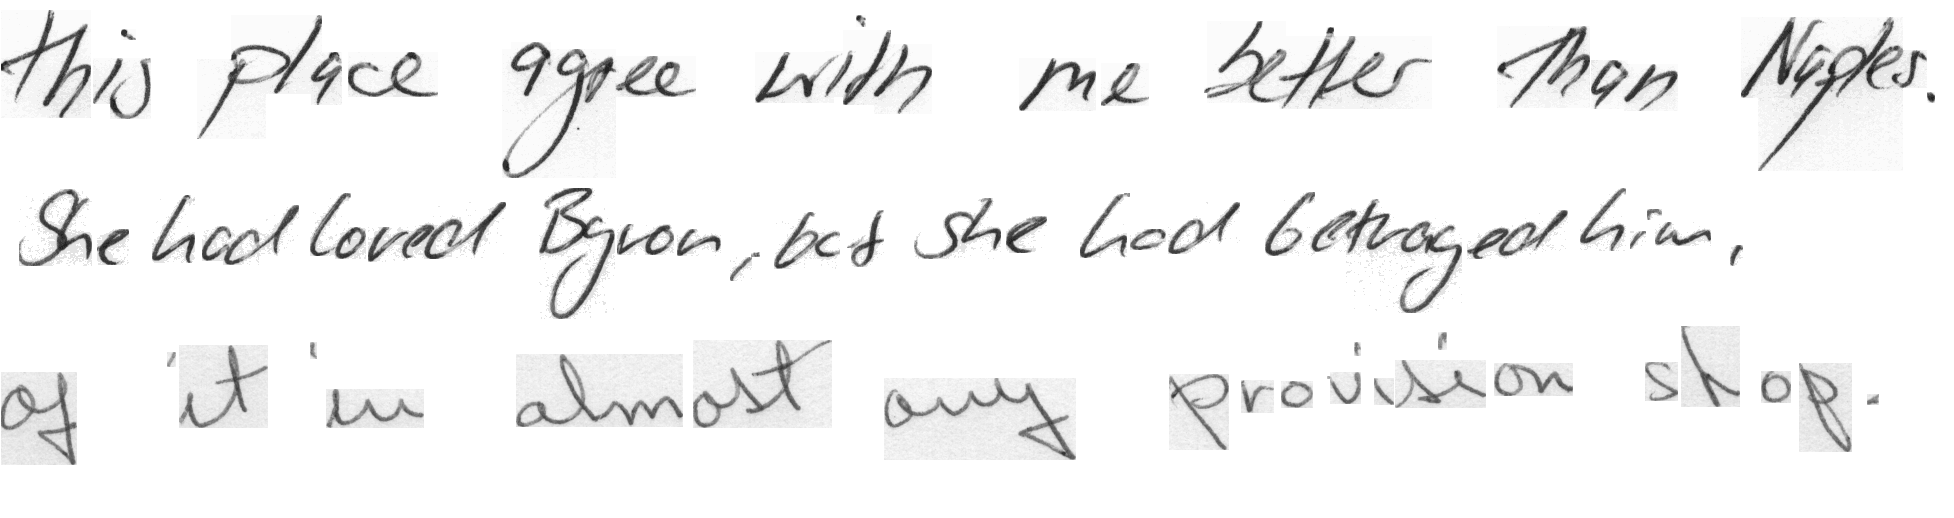 this place agree with me better than Naples.
She had loved Byron, but she had betrayed him,
of it in almost any provision shop.